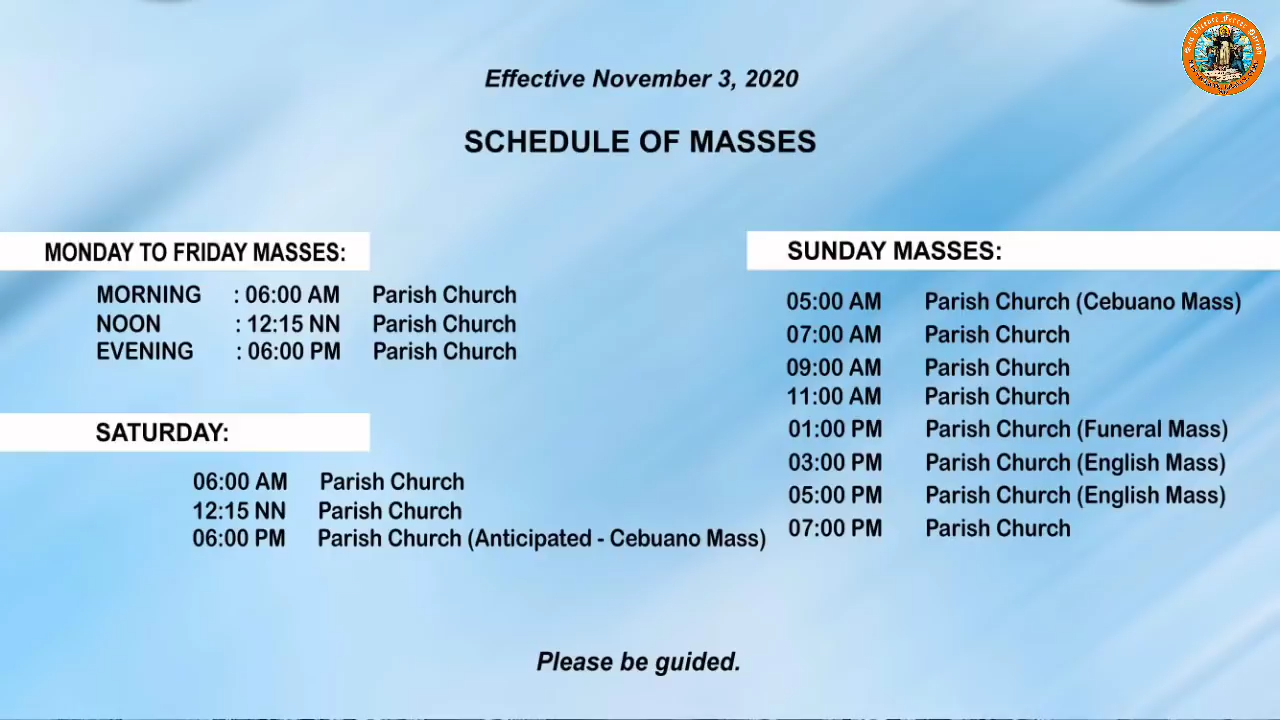 San Vicente Ferrer Parish
Effective November 3, 2020
SCHEDULE OF MASSES
MONDAY TO FRIDAY MASSES:
MORNING : 06:00 AM Parish Church
NOON : 12:15 NN Parish Church
EVENING : 06:00 PM Parish Church
SATURDAY:
06:00 AM Parish Church
12:15 NN Parish Church
06:00 PM Parish Church (Anticipated - Cebuano Mass)
SUNDAY MASSES:
05:00 AM Parish Church (Cebuano Mass)
07:00 AM Parish Church
09:00 AM Parish Church
11:00 AM Parish Church
01:00 PM Parish Church (Funeral Mass)
03:00 PM Parish Church (English Mass)
05:00 PM Parish Church (English Mass)
07:00 PM Parish Church
Please be guided.